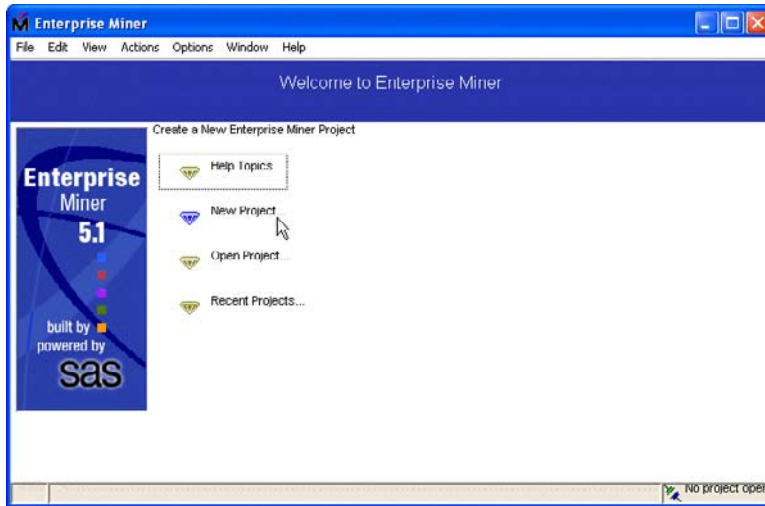 Enterprise Miner
File Edit View Actions Options Window Help
Welcome to Enterprise Miner
Create a New Enterprise Miner Project
Help Topics
New Project...
Open Project...
Recent Projects...
Enterprise
Miner
5.1
built by
powered by
sas
No project open